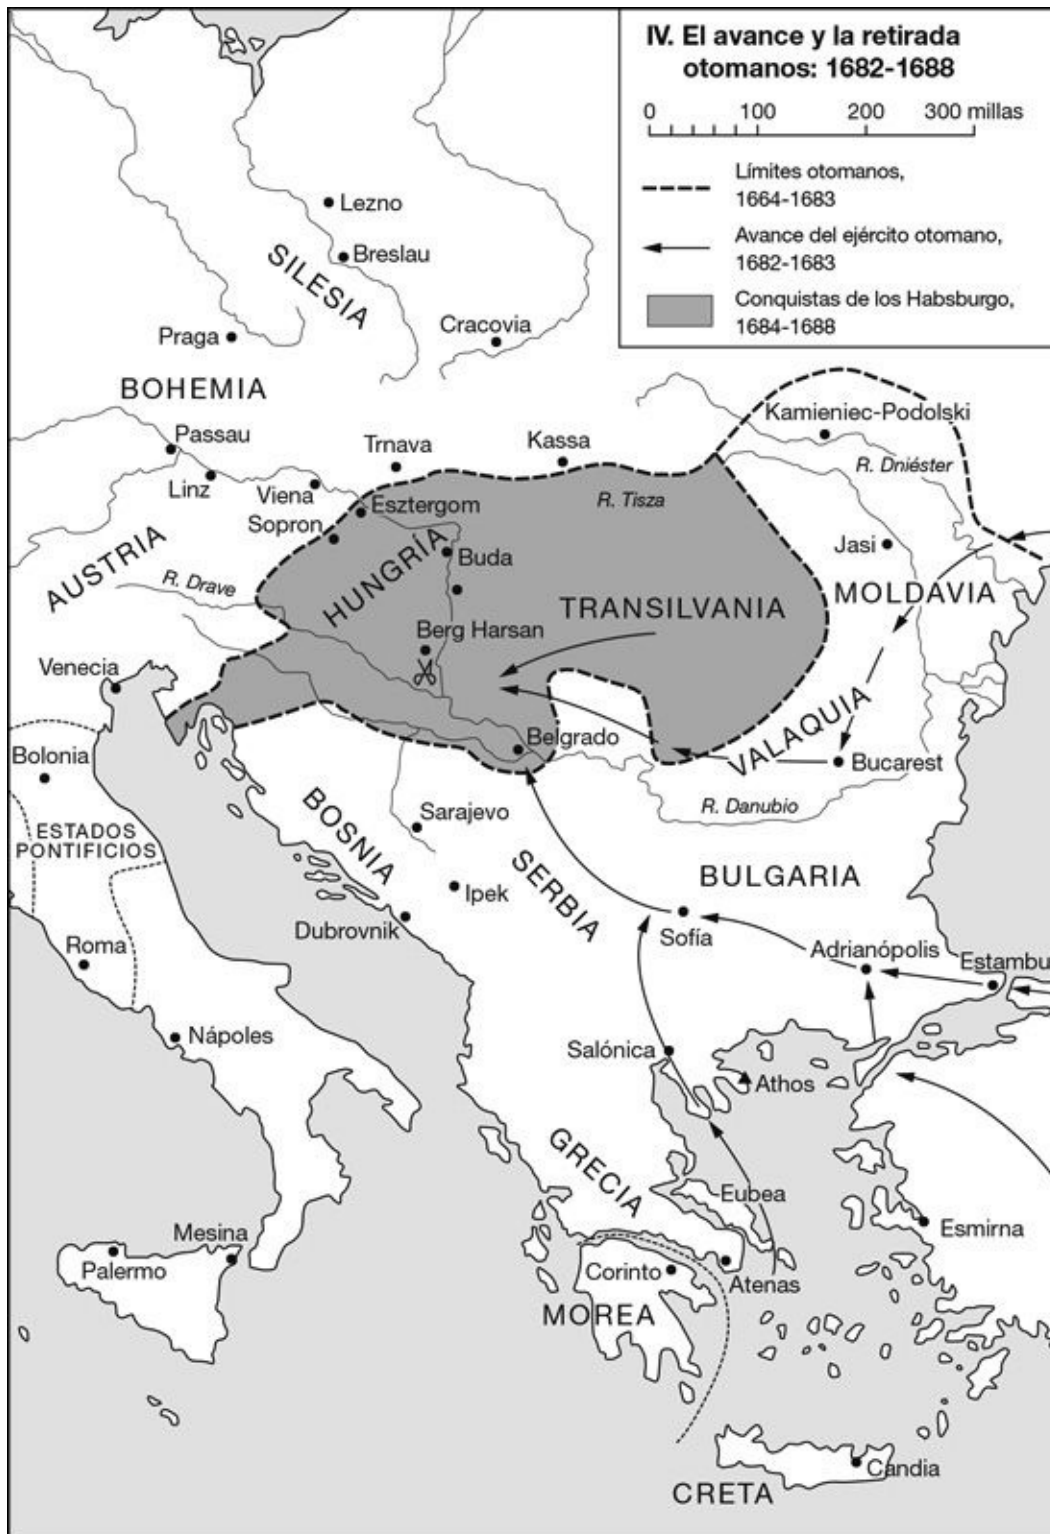 IV. El avance y la retirada
otomanos: 1682-1688
0 100 200 300 millas
Límites otomanos,
1664-1683
Avance del ejército otomano,
1682-1683
Conquistas de los Habsburgo,
1684-1688
Lezno
Breslau
SILESIA
Praga
Cracovia
BOHEMIA
Kamieniec-Podolski
Passau
Trnava
Kassa
R. Dniéster
Linz
Viena
Esztergom
R. Tisza
Sopron
AUSTRIA
HUNGRÍA
Buda
Jasi
R. Drave
TRANSILVANIA
MOLDAVIA
Berg Harsan
Venecia
VALAQUIA
Belgrado
Bolonia
Bucarest
R. Danubio
BOSNIA
Sarajevo
ESTADOS
PONTIFICIOS
SERBIA
BULGARIA
Ipek
Dubrovnik
Sofía
Roma
Adrianópolis
Estambu
Nápoles
Salónica
Athos
GRECIA
Eubea
Mesina
Esmirna
Palermo
Corinto
Atenas
MOREA
Candia
CRETA